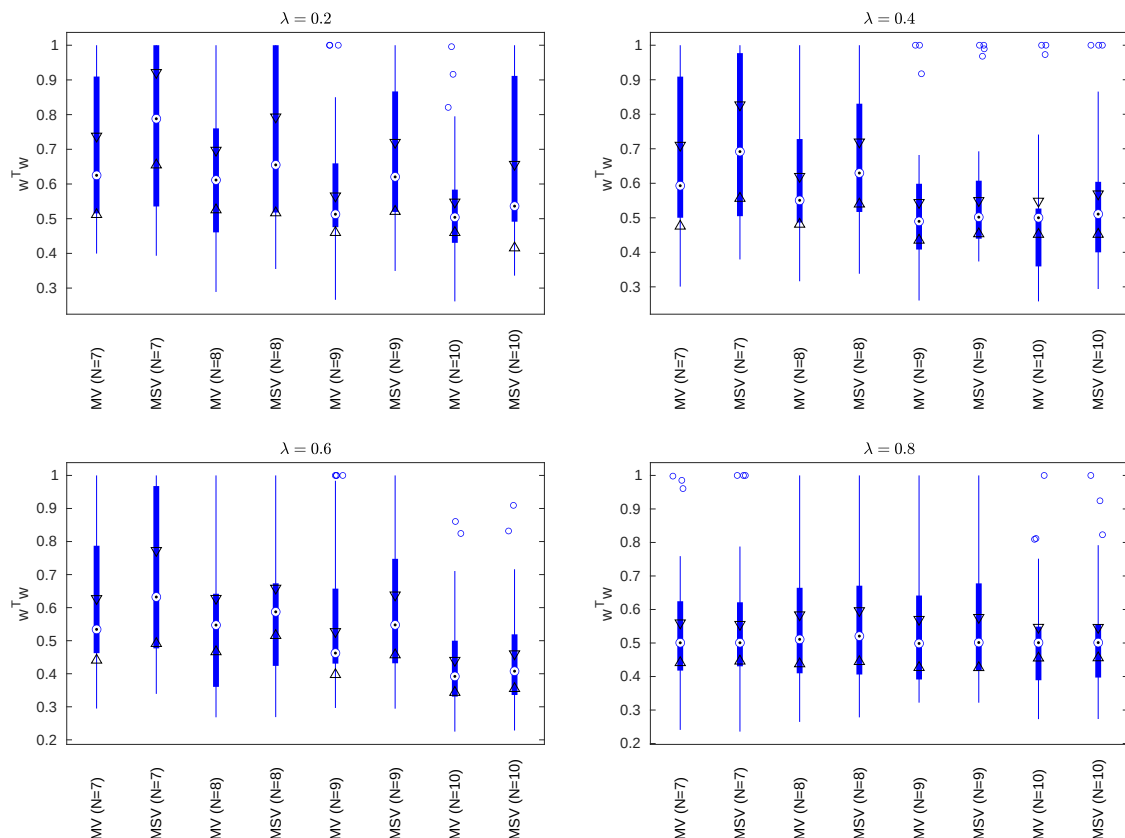 λ = 0.2
1
0.9
0.8
0.7
0.6
0.5
0.4
0.3
wᵀw
MV (N=7)
MSV (N=7)
MV (N=8)
MSV (N=8)
MV (N=9)
MSV (N=9)
MV (N=10)
MSV (N=10)
λ = 0.4
1
0.9
0.8
0.7
0.6
0.5
0.4
0.3
wᵀw
MV (N=7)
MSV (N=7)
MV (N=8)
MSV (N=8)
MV (N=9)
MSV (N=9)
MV (N=10)
MSV (N=10)
λ = 0.6
1
0.9
0.8
0.7
0.6
0.5
0.4
0.3
0.2
wᵀw
MV (N=7)
MSV (N=7)
MV (N=8)
MSV (N=8)
MV (N=9)
MSV (N=9)
MV (N=10)
MSV (N=10)
λ = 0.8
1
0.9
0.8
0.7
0.6
0.5
0.4
0.3
0.2
wᵀw
MV (N=7)
MSV (N=7)
MV (N=8)
MSV (N=8)
MV (N=9)
MSV (N=9)
MV (N=10)
MSV (N=10)